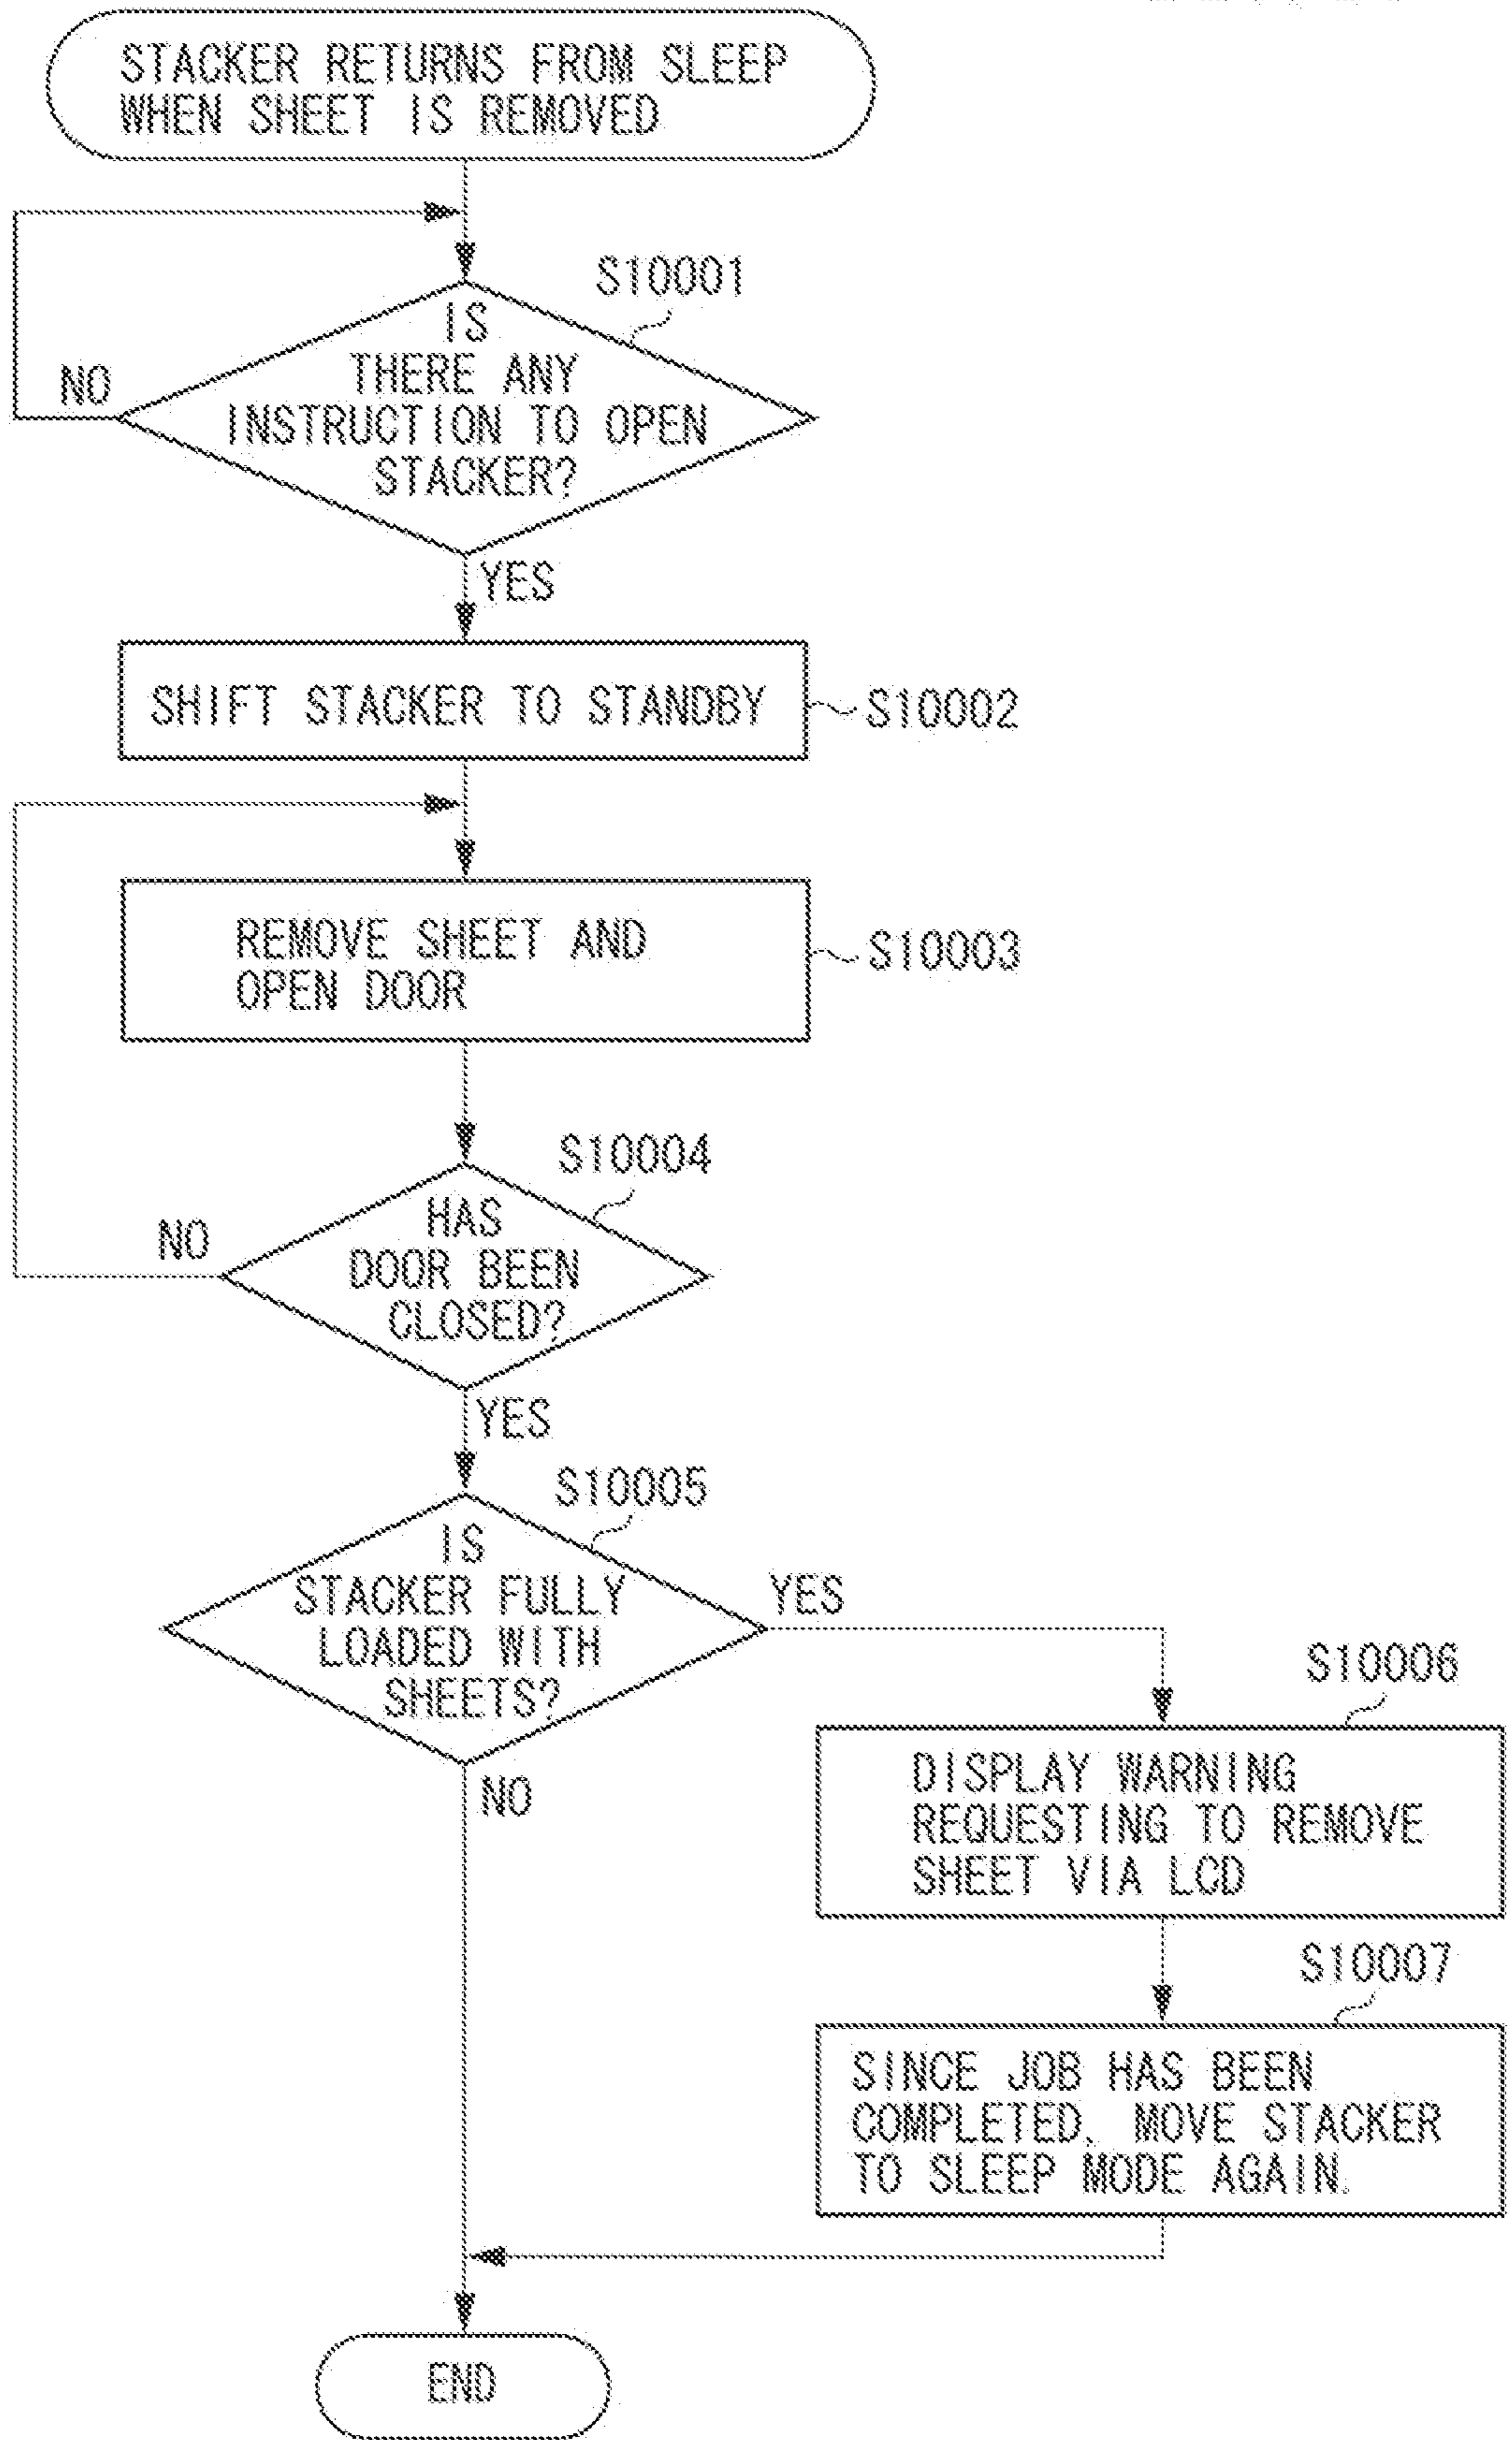 STACKER RETURNS FROM SLEEP
WHEN SHEET IS REMOVED
S10001
IS
THERE ANY
INSTRUCTION TO OPEN
STACKER?
NO
YES
SHIFT STACKER TO STANDBY
S10002
REMOVE SHEET AND
OPEN DOOR
S10003
S10004
HAS
DOOR BEEN
CLOSED?
NO
YES
S10005
IS
STACKER FULLY
LOADED WITH
SHEETS?
YES
NO
S10006
DISPLAY WARNING
REQUESTING TO REMOVE
SHEET VIA LCD
S10007
SINCE JOB HAS BEEN
COMPLETED, MOVE STACKER
TO SLEEP MODE AGAIN.
END